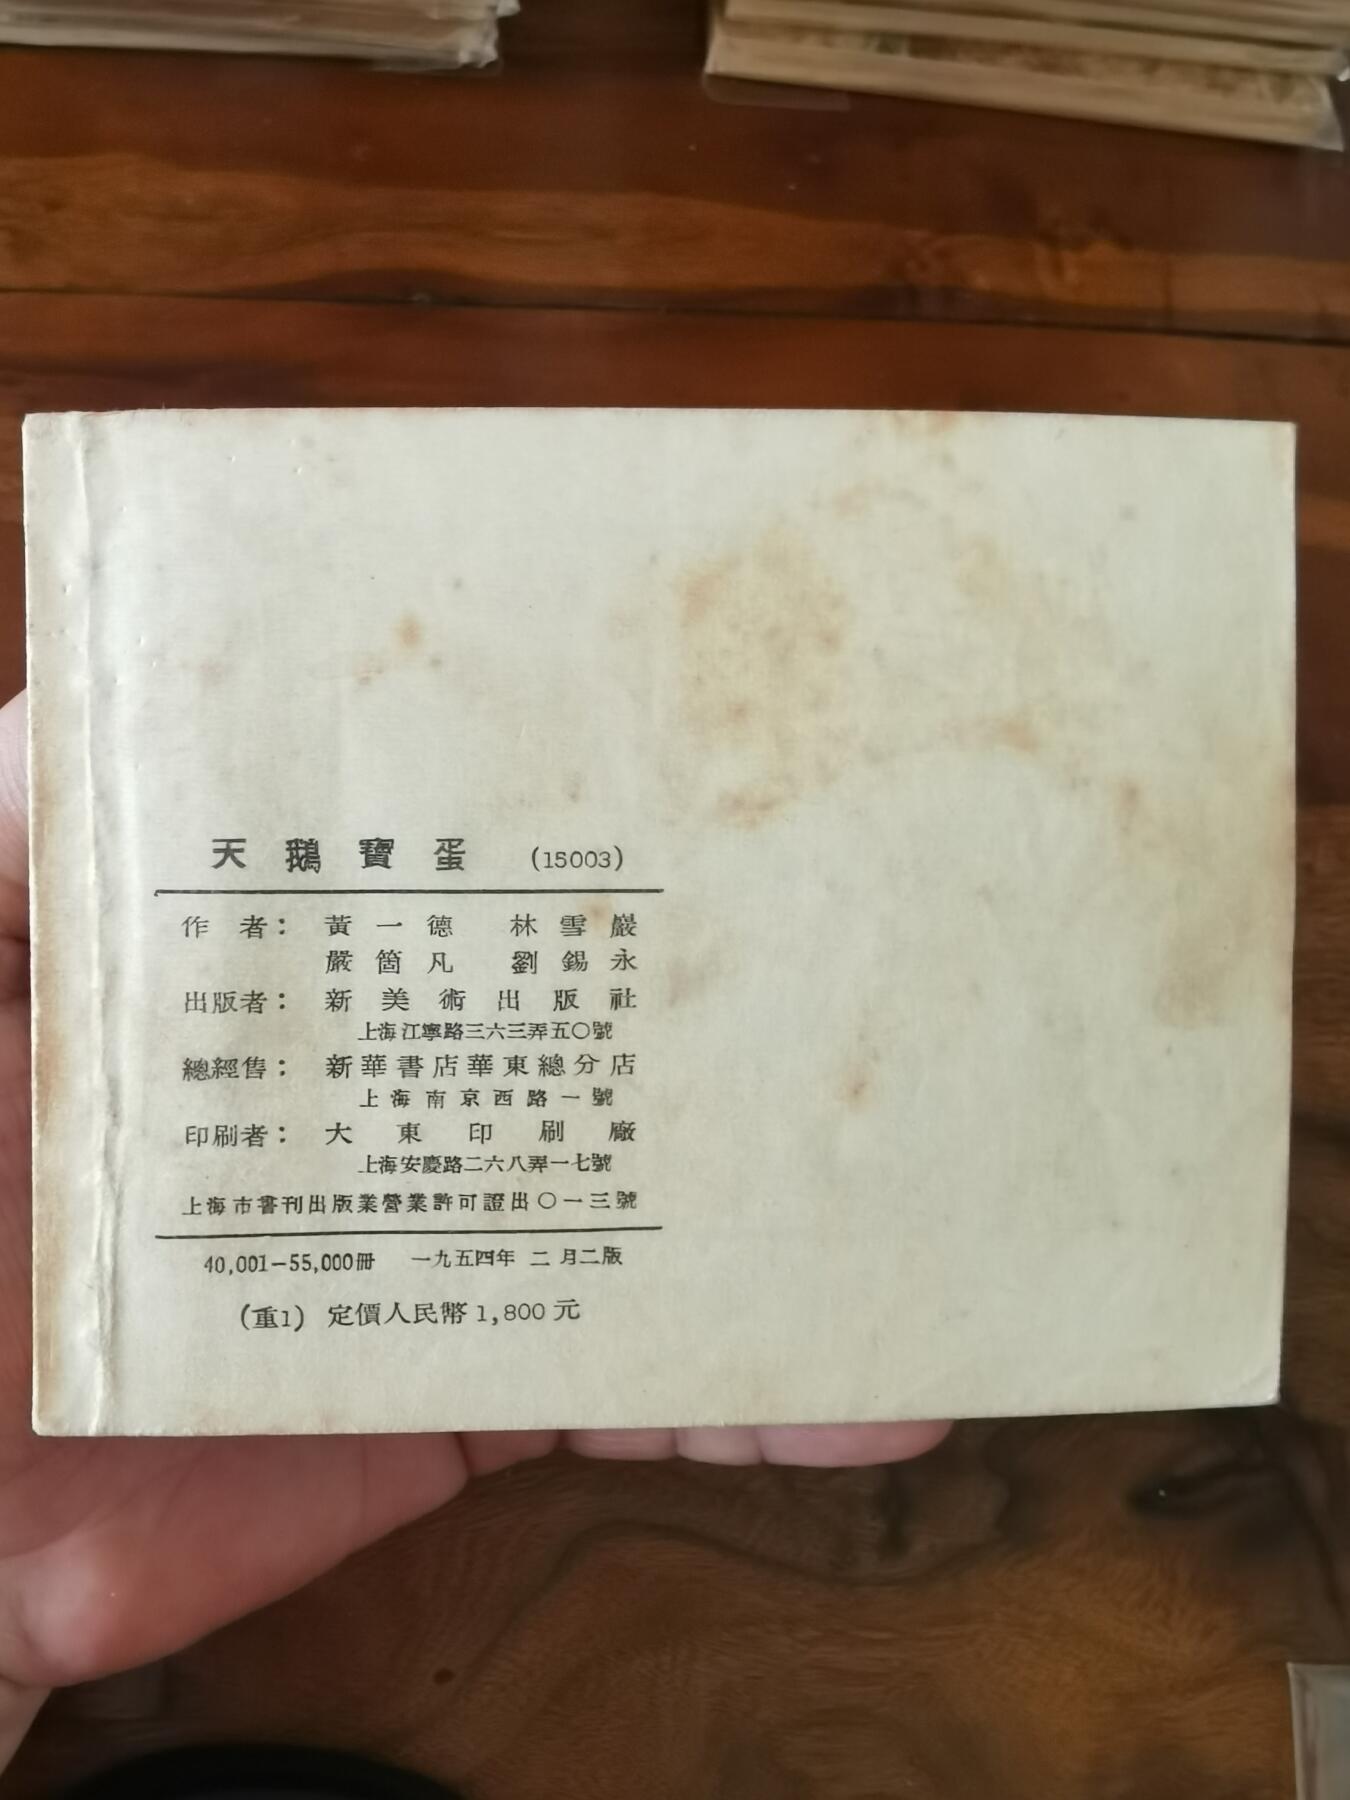 天鵝寶蛋 (15003)
作者：黃一德 林雪巖
嚴箇凡 劉錫永
出版者：新美術出版社
上海江寧路三六三弄五〇號
總經售：新華書店華東總分店
上海南京西路一號
印刷者：大東印刷廠
上海安慶路二六八弄一七號
上海市書刊出版業營業許可證出〇一三號
40,001—55,000冊 一九五四年 二月二版
(重1) 定價人民幣1,800元